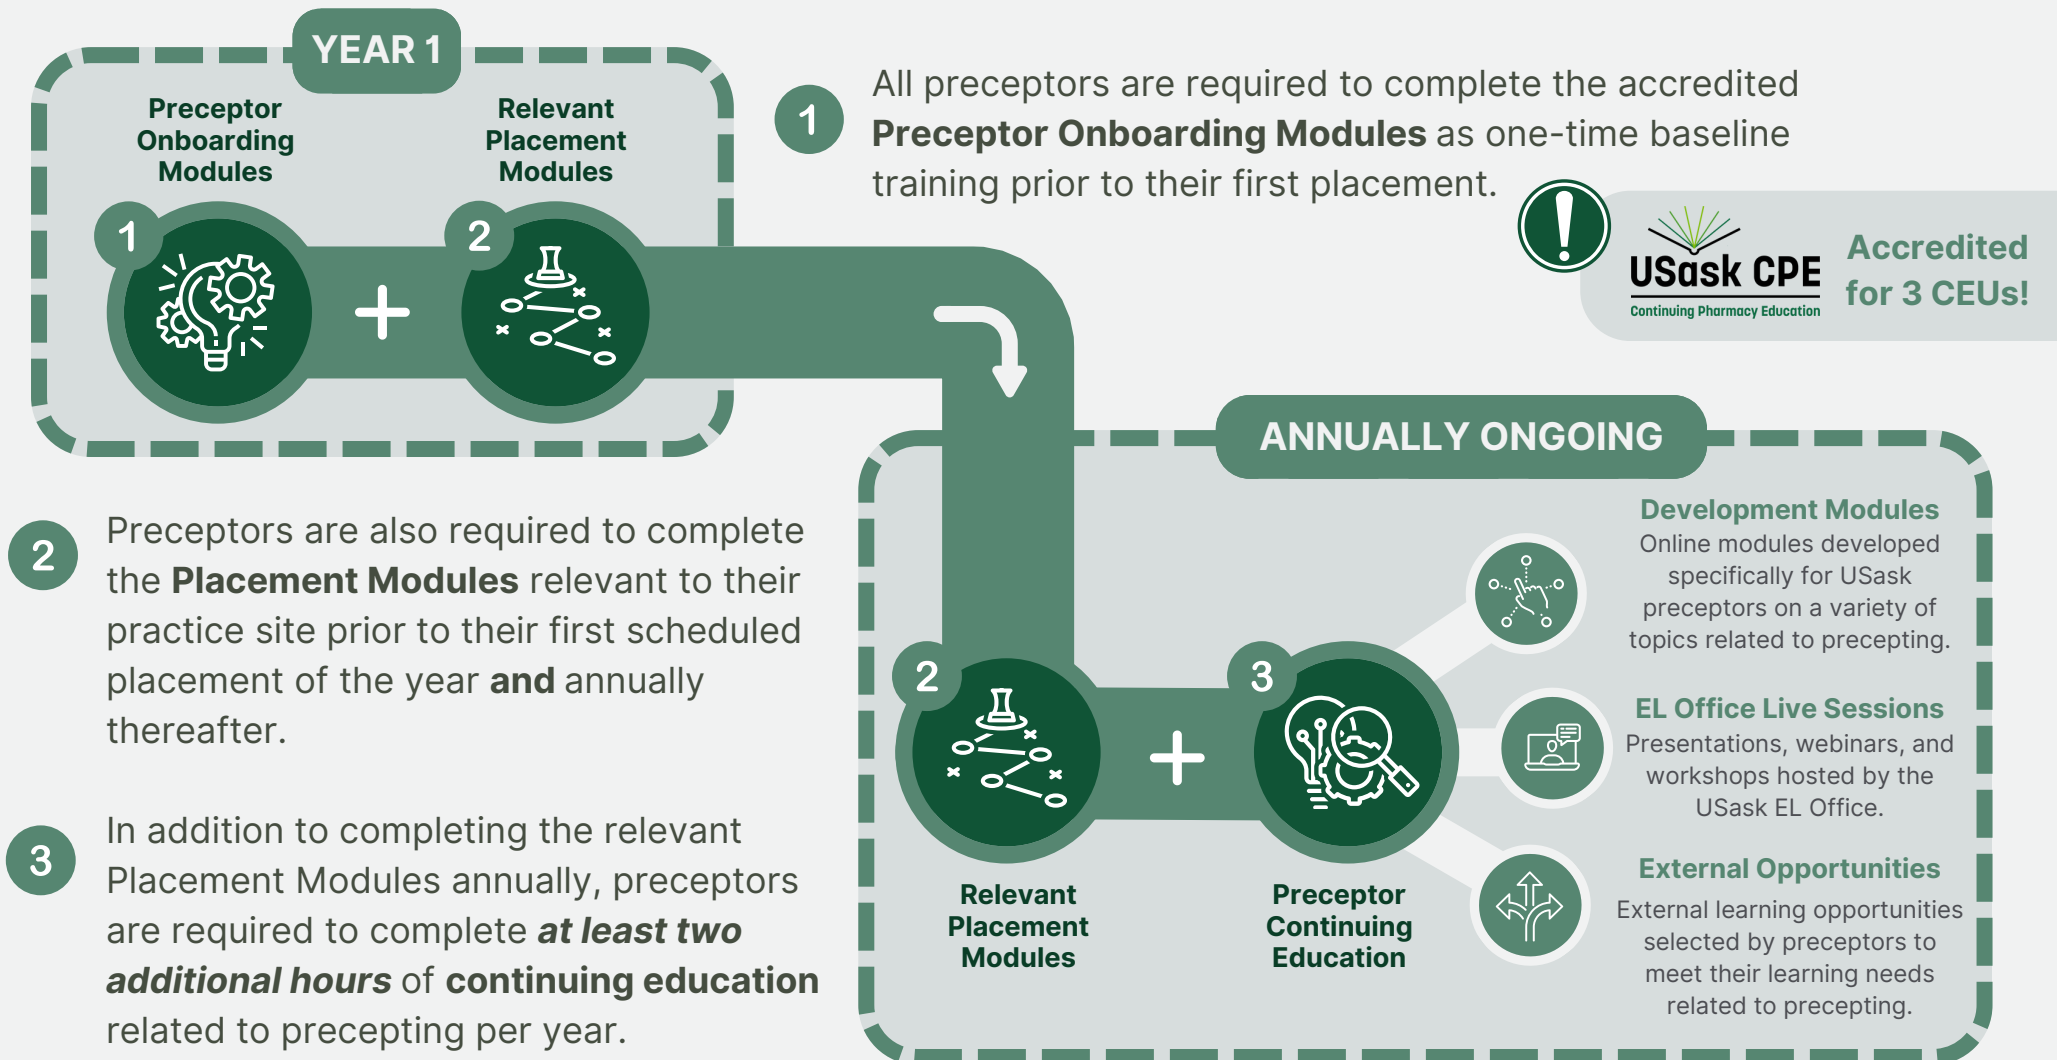 YEAR 1
Preceptor
Onboarding
Modules
Relevant
Placement
Modules
1
2
1
All preceptors are required to complete the accredited
Preceptor Onboarding Modules as one-time baseline
training prior to their first placement.
USask CPE
Continuing Pharmacy Education
Accredited
for 3 CEUs!
2
Preceptors are also required to complete
the Placement Modules relevant to their
practice site prior to their first scheduled
placement of the year and annually
thereafter.
3
In addition to completing the relevant
Placement Modules annually, preceptors
are required to complete at least two
additional hours of continuing education
related to precepting per year.
ANNUALLY ONGOING
2
3
Relevant
Placement
Modules
Preceptor
Continuing
Education
Development Modules
Online modules developed
specifically for USask
preceptors on a variety of
topics related to precepting.
EL Office Live Sessions
Presentations, webinars, and
workshops hosted by the
USask EL Office.
External Opportunities
External learning opportunities
selected by preceptors to
meet their learning needs
related to precepting.